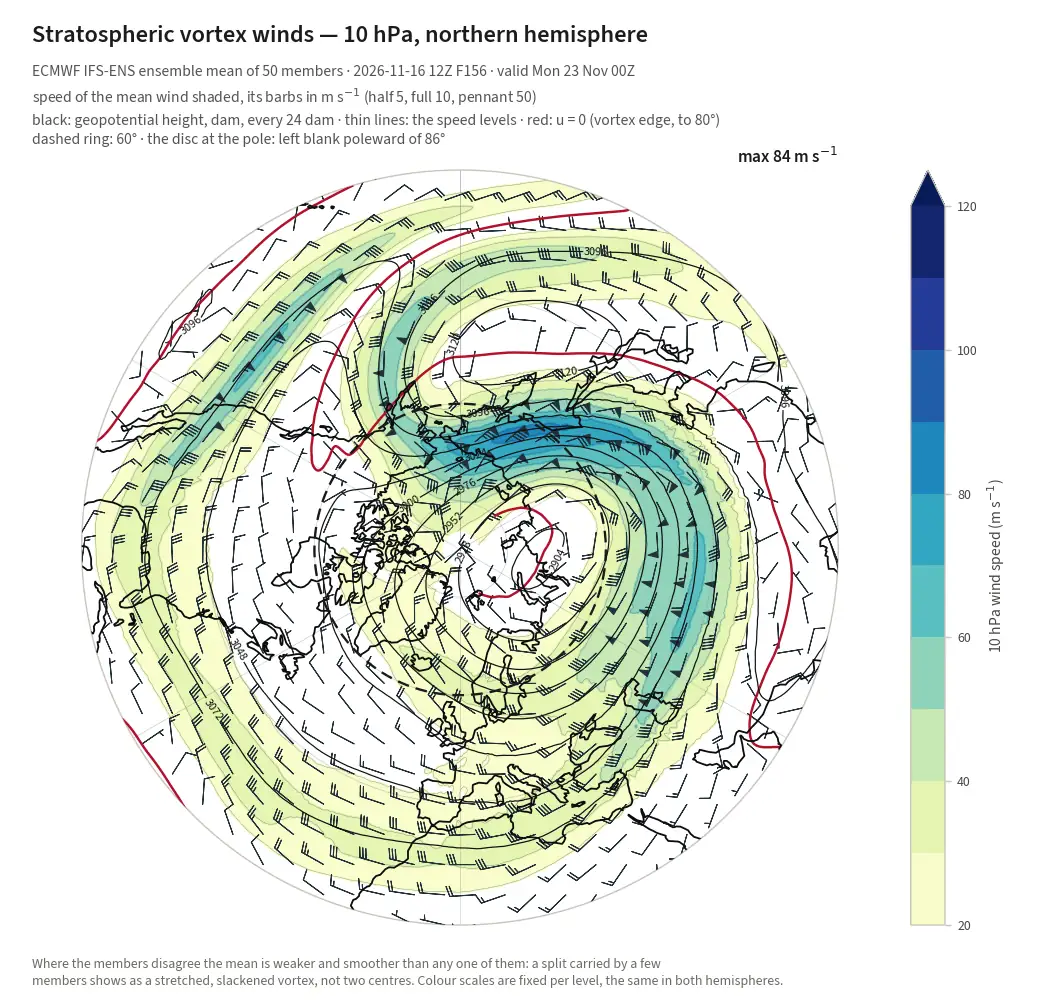 Stratospheric vortex winds — 10 hPa, northern hemisphere
ECMWF IFS-ENS ensemble mean of 50 members · 2026-11-16 12Z F156 · valid Mon 23 Nov 00Z
speed of the mean wind shaded, its barbs in m s⁻¹ (half 5, full 10, pennant 50)
black: geopotential height, dam, every 24 dam · thin lines: the speed levels · red: u = 0 (vortex edge, to 80°)
dashed ring: 60° · the disc at the pole: left blank poleward of 86°
max 84 m s⁻¹
120
100
80
60
40
20
10 hPa wind speed (m s⁻¹)
3096
3120
3096
2976
3000
2952
2904
3048
3072
Where the members disagree the mean is weaker and smoother than any one of them: a split carried by a few
members shows as a stretched, slackened vortex, not two centres. Colour scales are fixed per level, the same in both hemispheres.